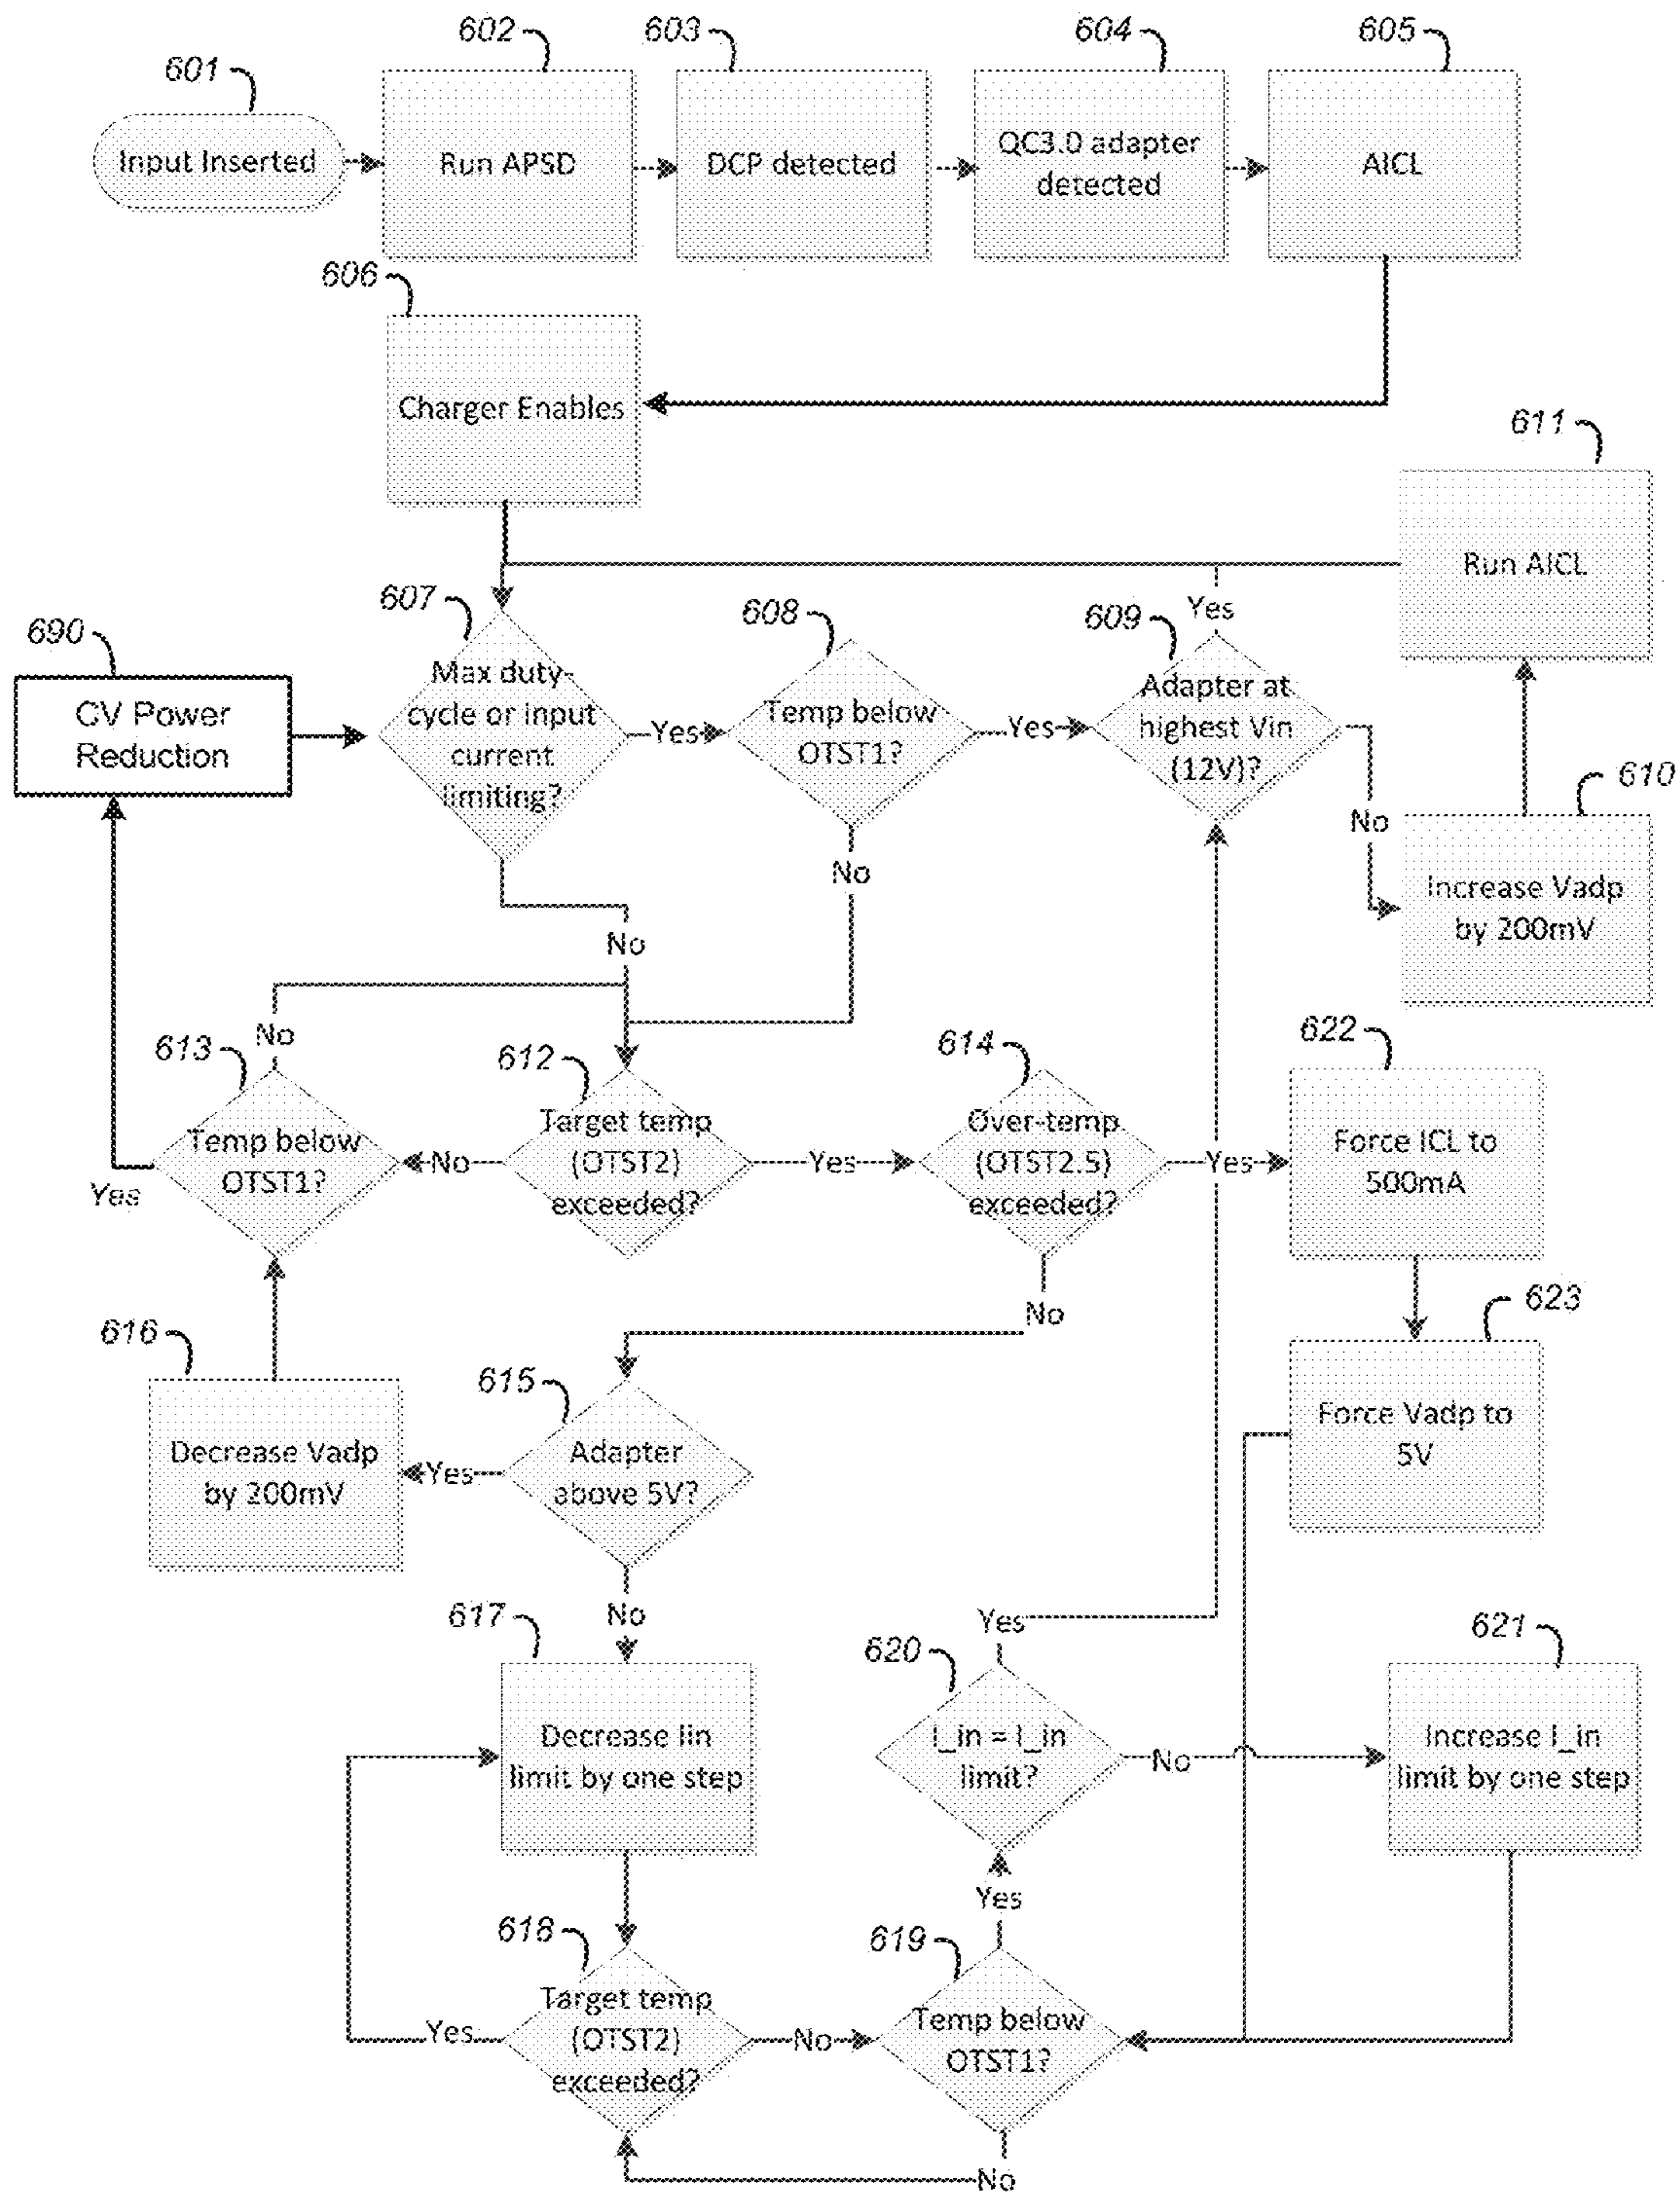 601
602
603
604
605
Input Inserted
Run APSD
DCP detected
QC3.0 adapter
detected
AICL
606
Charger Enables
611
Run AICL
607
608
609
Yes
690
CV Power
Reduction
Max duty-
cycle or input
current
limiting?
Yes
Temp below
OTST1?
Yes
Adapter at
highest Vin
(12V)?
610
No
Increase Vadp
by 200mV
No
No
No
613
612
614
622
Temp below
OTST1?
Yes
No
Target temp
(OTST2)
exceeded?
Yes
Over-temp
(OTST2.5)
exceeded?
Yes
Force ICL to
500mA
No
616
615
623
Decrease Vadp
by 200mV
Yes
Adapter
above 5V?
Force Vadp to
5V
No
617
Yes
620
621
Decrease Iin
limit by one step
I_in = I_in
limit?
No
Increase I_in
limit by one step
Yes
618
619
Yes
Target temp
(OTST2)
exceeded?
No
Temp below
OTST1?
No